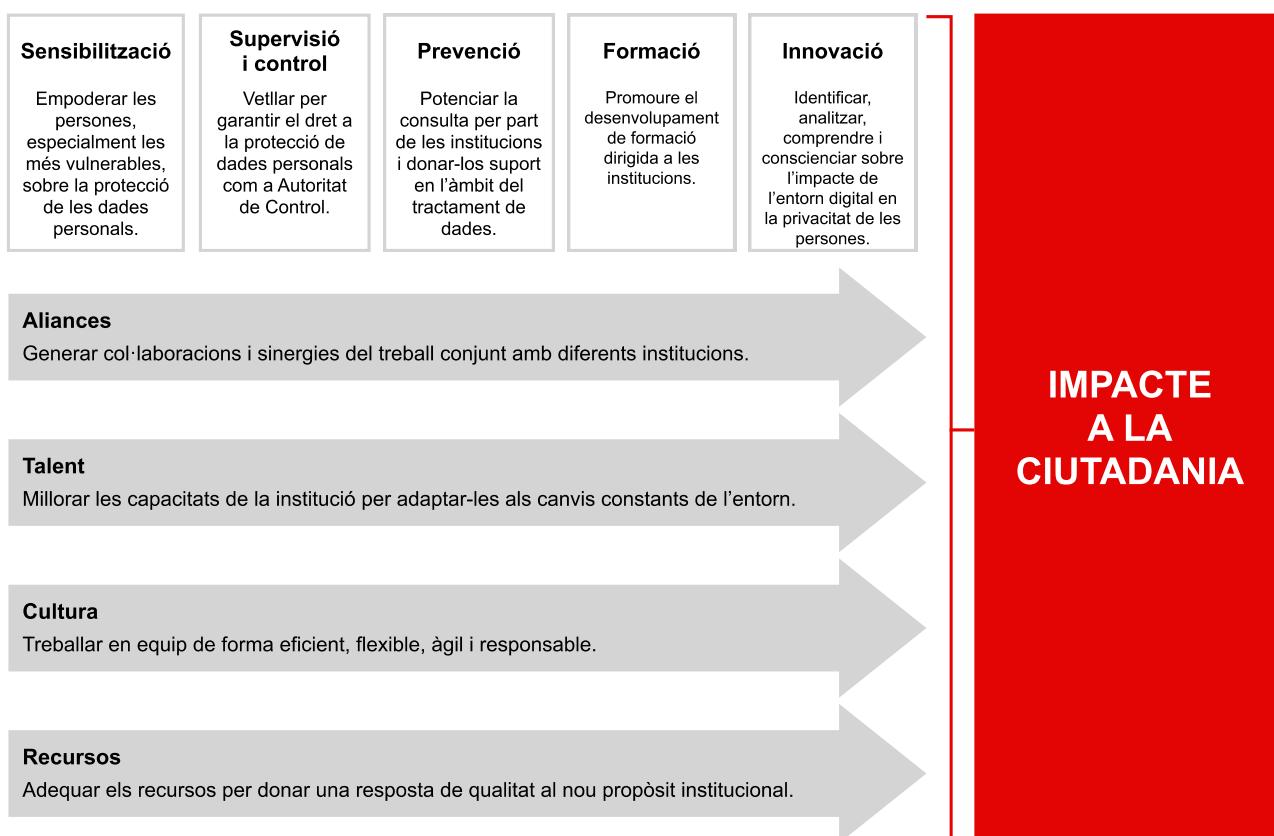 Sensibilització
Empoderar les
persones,
especialment les
més vulnerables,
sobre la protecció
de les dades
personals.
Supervisió
i control
Vetllar per
garantir el dret a
la protecció de
dades personals
com a Autoritat
de Control.
Prevenció
Potenciar la
consulta per part
de les institucions
i donar-los suport
en l’àmbit del
tractament de
dades.
Formació
Promoure el
desenvolupament
de formació
dirigida a les
institucions.
Innovació
Identificar,
analitzar,
comprendre i
conscienciar sobre
l’impacte de
l’entorn digital en
la privacitat de les
persones.
Aliances
Generar col·laboracions i sinergies del treball conjunt amb diferents institucions.
Talent
Millorar les capacitats de la institució per adaptar-les als canvis constants de l’entorn.
Cultura
Treballar en equip de forma eficient, flexible, àgil i responsable.
Recursos
Adequar els recursos per donar una resposta de qualitat al nou propòsit institucional.
IMPACTE
A LA
CIUTADANIA